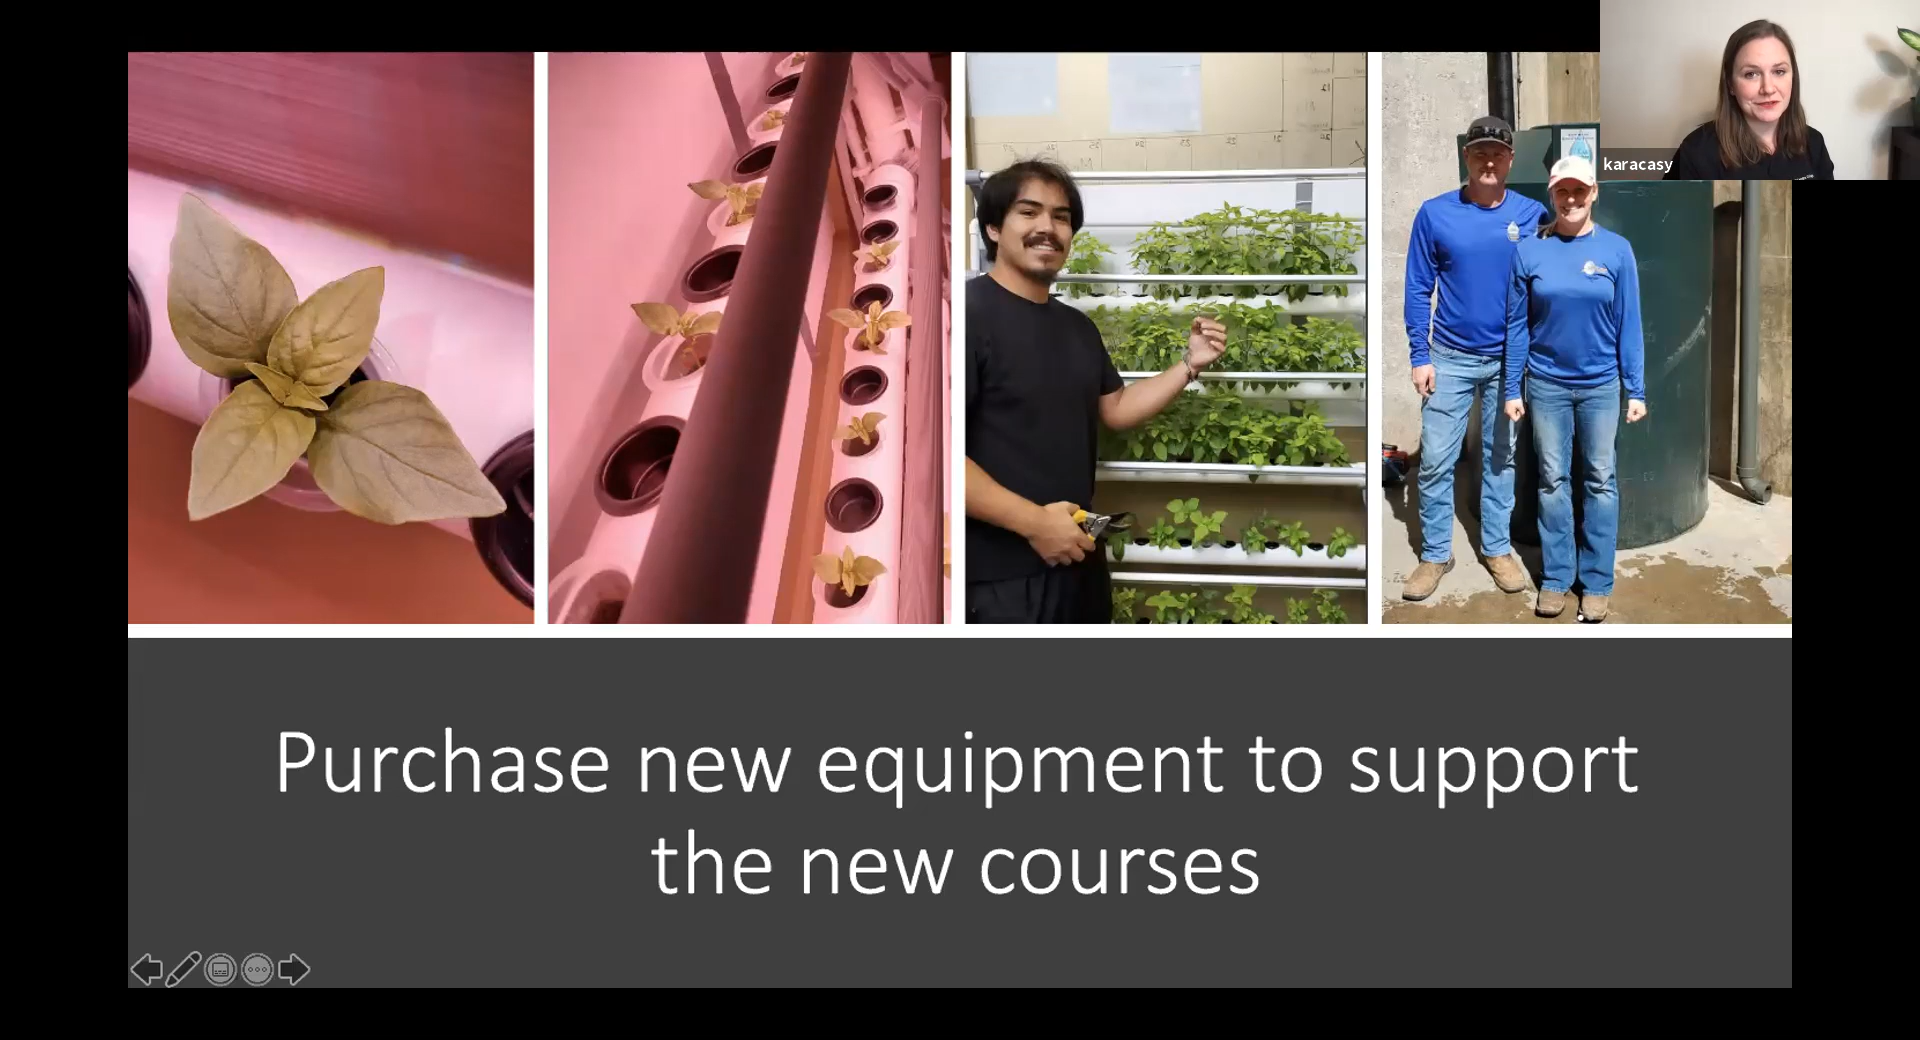 karacasy
Purchase new equipment to support
the new courses